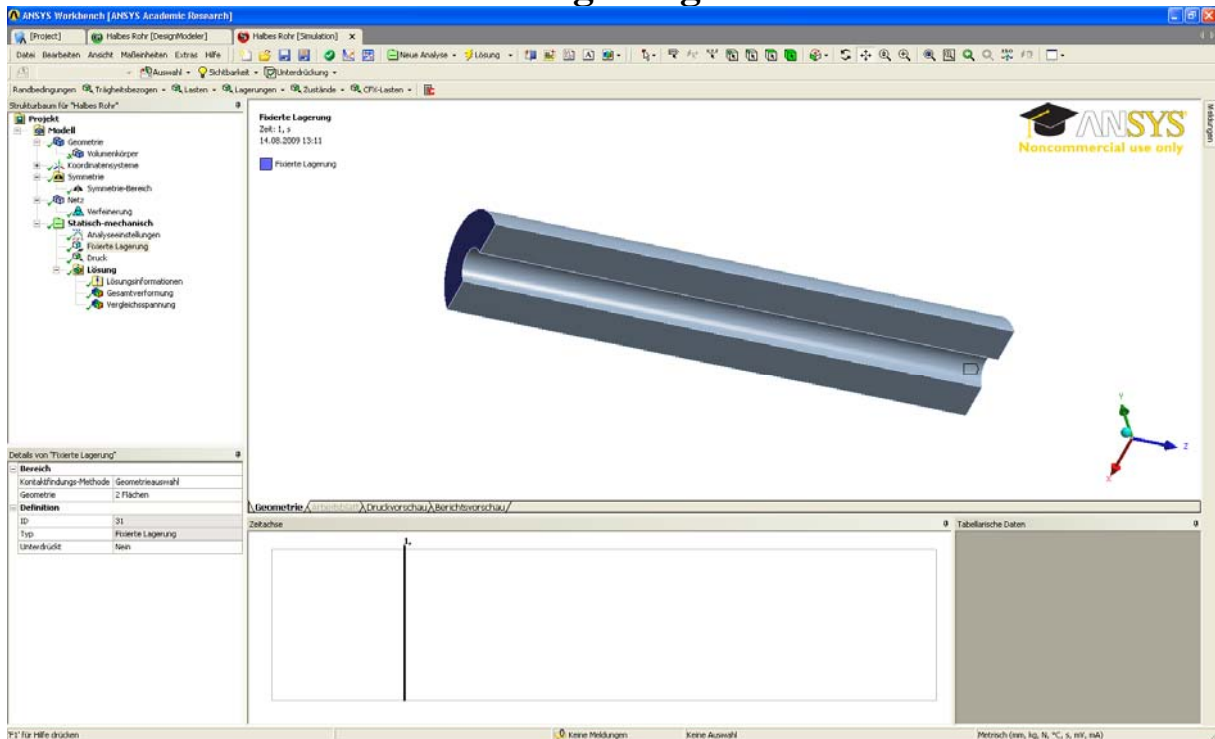 ANSYS Workbench [ANSYS Academic Research]
[Project]
Halbes Rohr [DesignModeler]
Halbes Rohr [Simulation]
Datei Bearbeiten Ansicht Maßeinheiten Extras Hilfe
Neue Analyse
Lösung
Auswahl
Sichtbarkeit
Unterdrückung
Randbedingungen
Trägheitsbezogen
Lasten
Lagerungen
Zustände
CFX-Lasten
Strukturbaum für "Halbes Rohr"
Projekt
Modell
Geometrie
Volumenkörper
Koordinatensysteme
Symmetrie
Symmetrie-Bereich
Netz
Verfeinerung
Statisch-mechanisch
Analyseeinstellungen
Fixierte Lagerung
Druck
Lösung
Lösungsinformationen
Gesamtverformung
Vergleichsspannung
Fixierte Lagerung
Zeit: 1, s
14.08.2009 13:11
Fixierte Lagerung
ANSYS
Noncommercial use only
Meldungen
Y
Z
X
Details von "Fixierte Lagerung"
Bereich
Kontaktfindungs-Methode Geometrieauswahl
Geometrie 2 Flächen
Definition
ID 31
Typ Fixierte Lagerung
Unterdrückt Nein
Geometrie
Arbeitsblatt
Druckvorschau
Berichtsvorschau
Zeitachse
Tabellarische Daten
1,
'F1' für Hilfe drücken
Keine Meldungen
Keine Auswahl
Metrisch (mm, kg, N, °C, s, mV, mA)